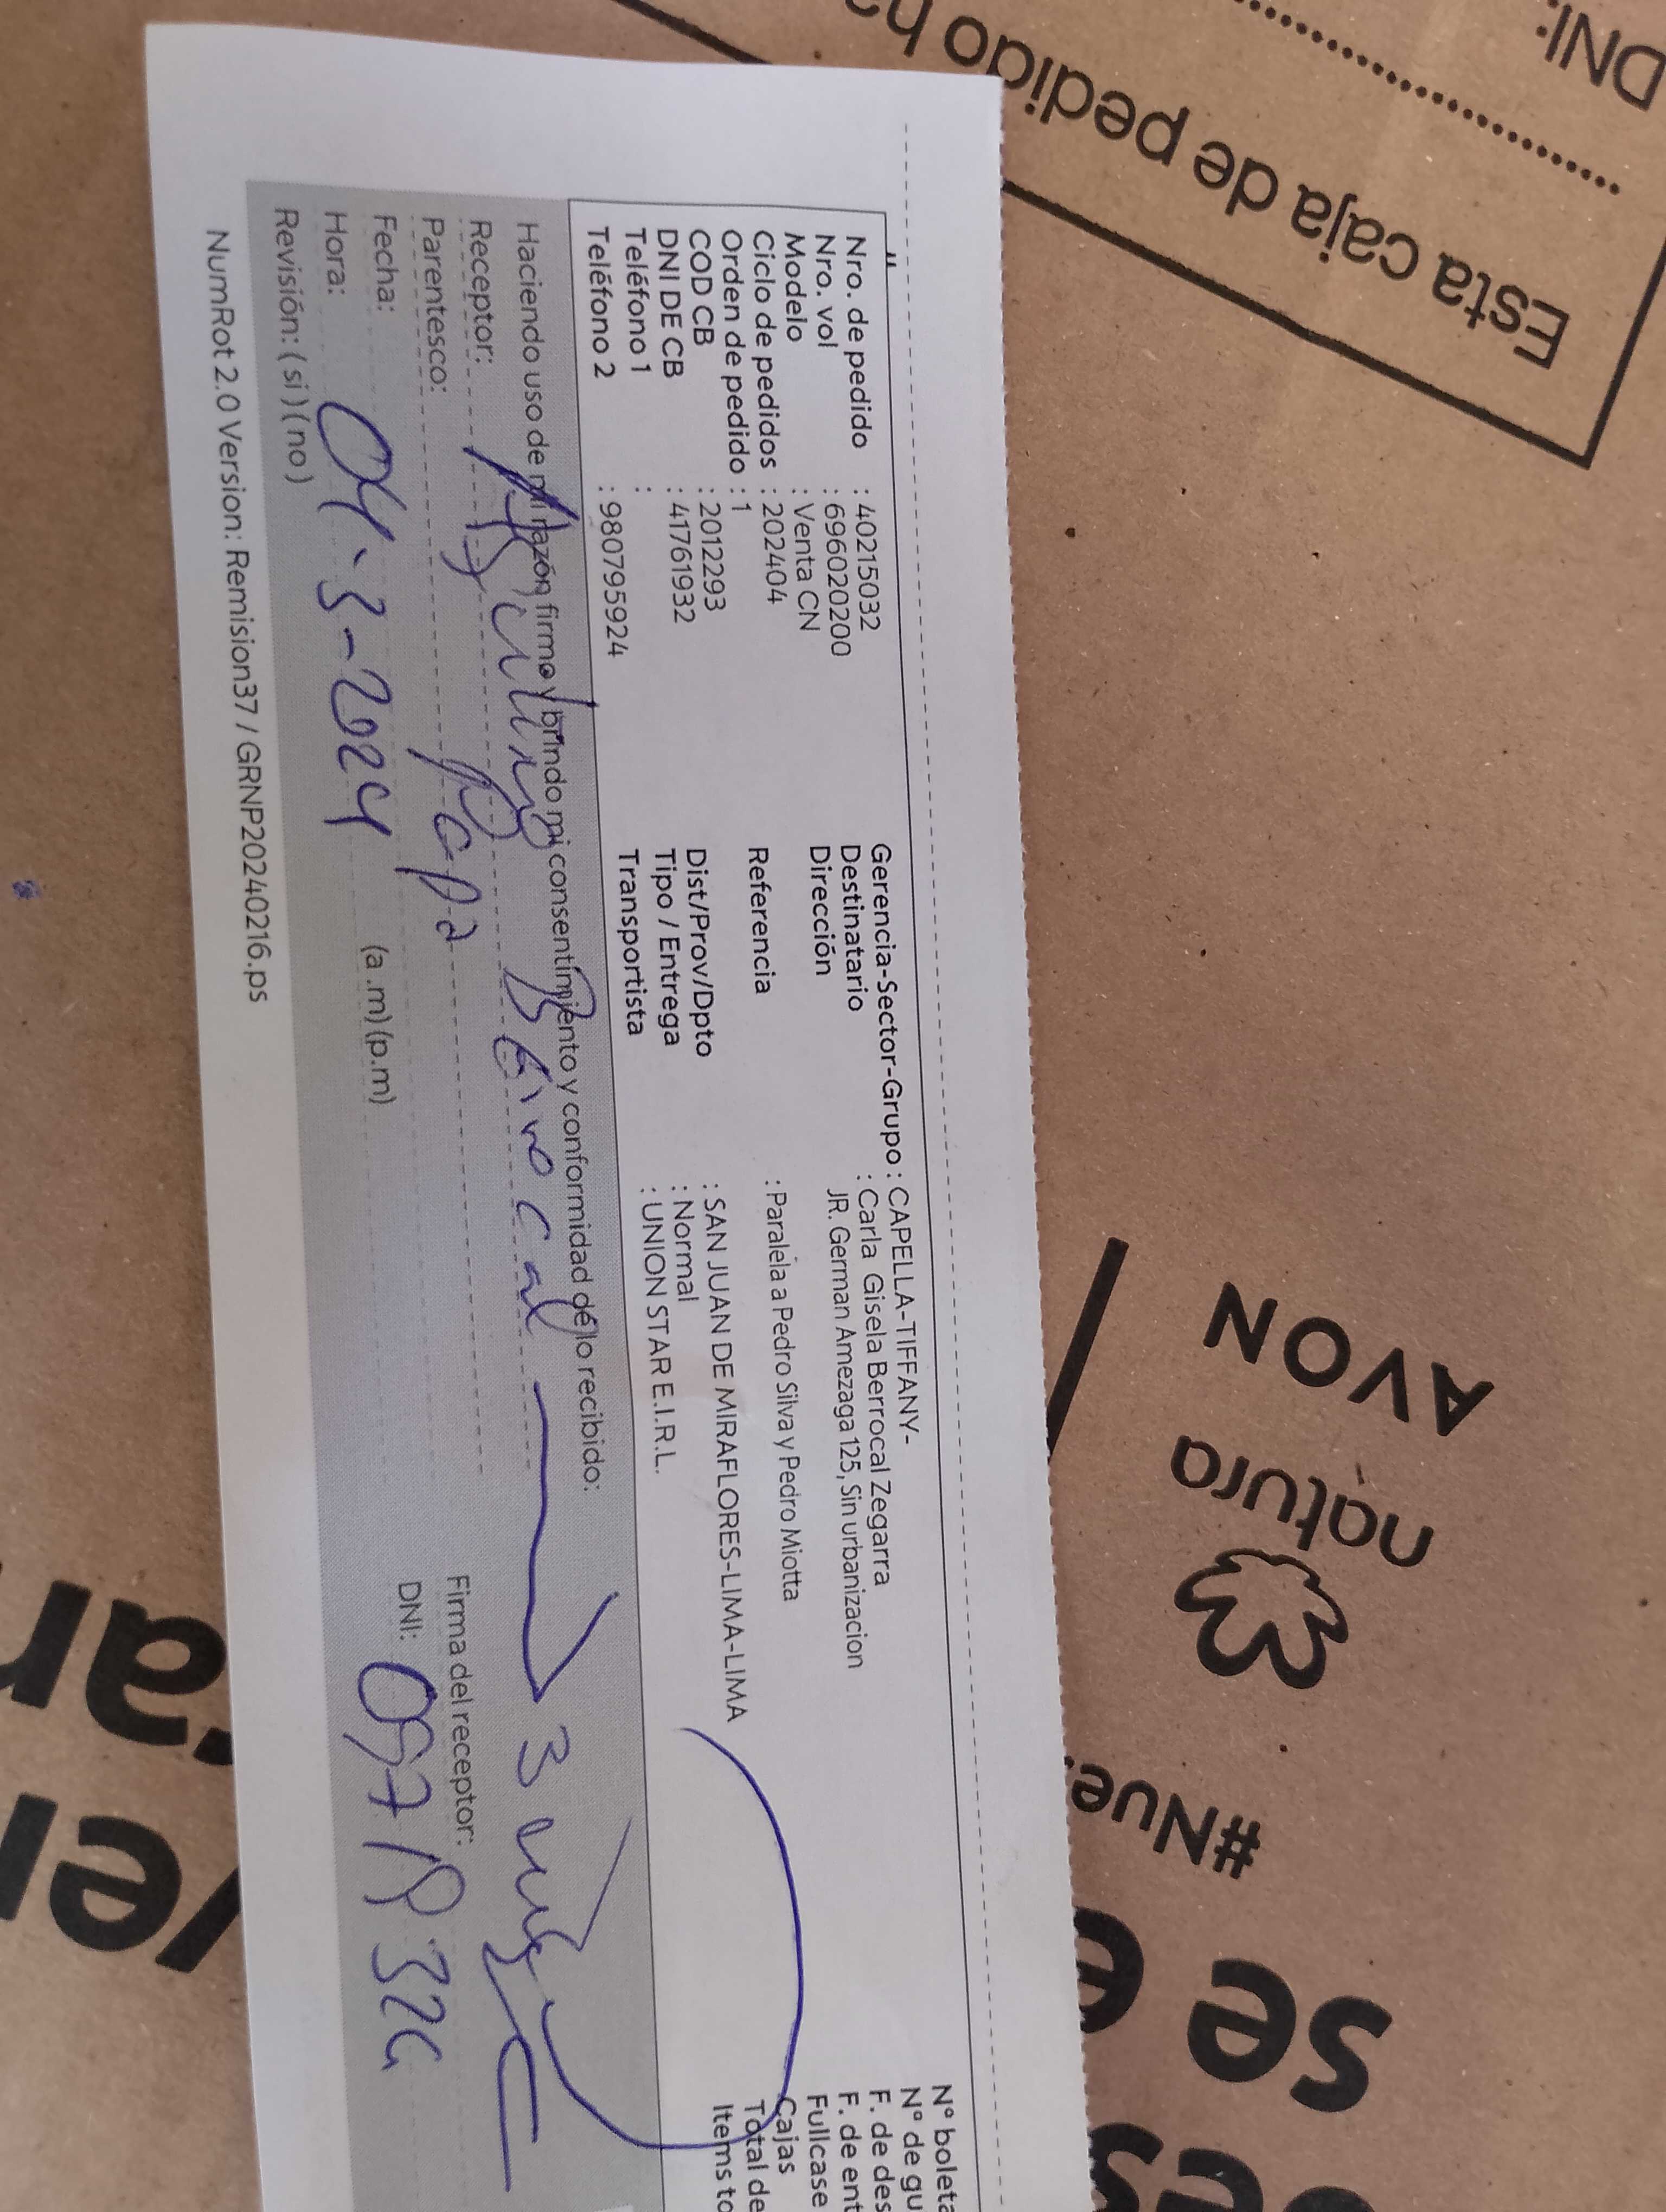 Nro. de pedido : 40215032
Nro. vol : 696020200
Modelo : Venta CN
Ciclo de pedidos : 202404
Orden de pedido : 1
COD CB : 2012293
DNI DE CB : 41761932
Teléfono 1 :
Teléfono 2 : 980795924
Gerencia-Sector-Grupo : CAPELLA-TIFFANY-
Destinatario : Carla Gisela Berrocal Zegarra
Dirección JR. German Amezaga 125, Sin urbanizacion
Referencia : Paralela a Pedro Silva y Pedro Miotta
Dist/Prov/Dpto : SAN JUAN DE MIRAFLORES-LIMA-LIMA
Tipo / Entrega : Normal
Transportista : UNION STAR E.I.R.L.
N° boleta
N° de gu
F. de des
F. de ent
Fullcase
Cajas
Total de
Items to
Haciendo uso de mi razón firmo y brindo mi consentimiento y conformidad de lo recibido:
Receptor:
Parentesco: Papa
Fecha: 04-3-2024
Hora: (a.m) (p.m)
Revisión: (si) (no)
Firma del receptor:
DNI:
NumRot 2.0 Version: Remision37 / GRNP20240216.ps
DNI:
Esta caja de pedido ha
AVON
natura
#Nue
se